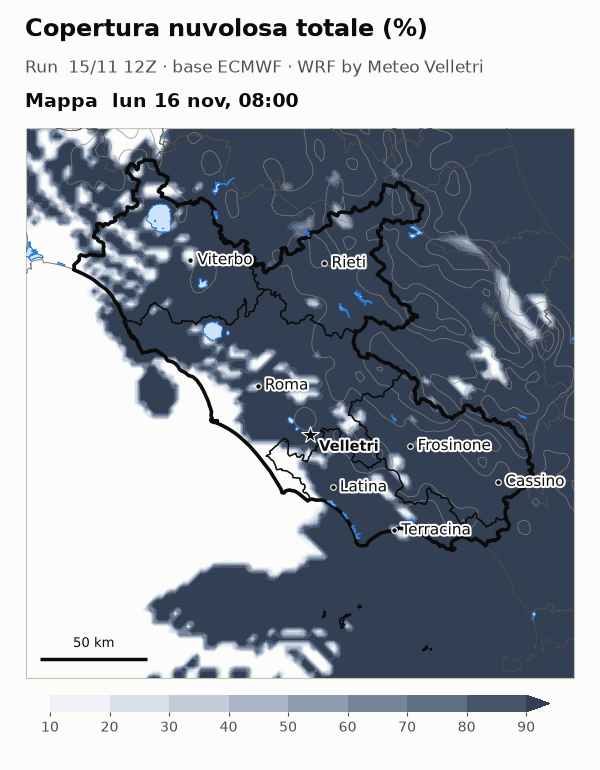 Copertura nuvolosa totale (%)
Run  15/11 12Z · base ECMWF · WRF by Meteo Velletri
Mappa  lun 16 nov, 08:00
Viterbo
Rieti
Roma
Velletri
Frosinone
Latina
Cassino
Terracina
50 km
10 20 30 40 50 60 70 80 90